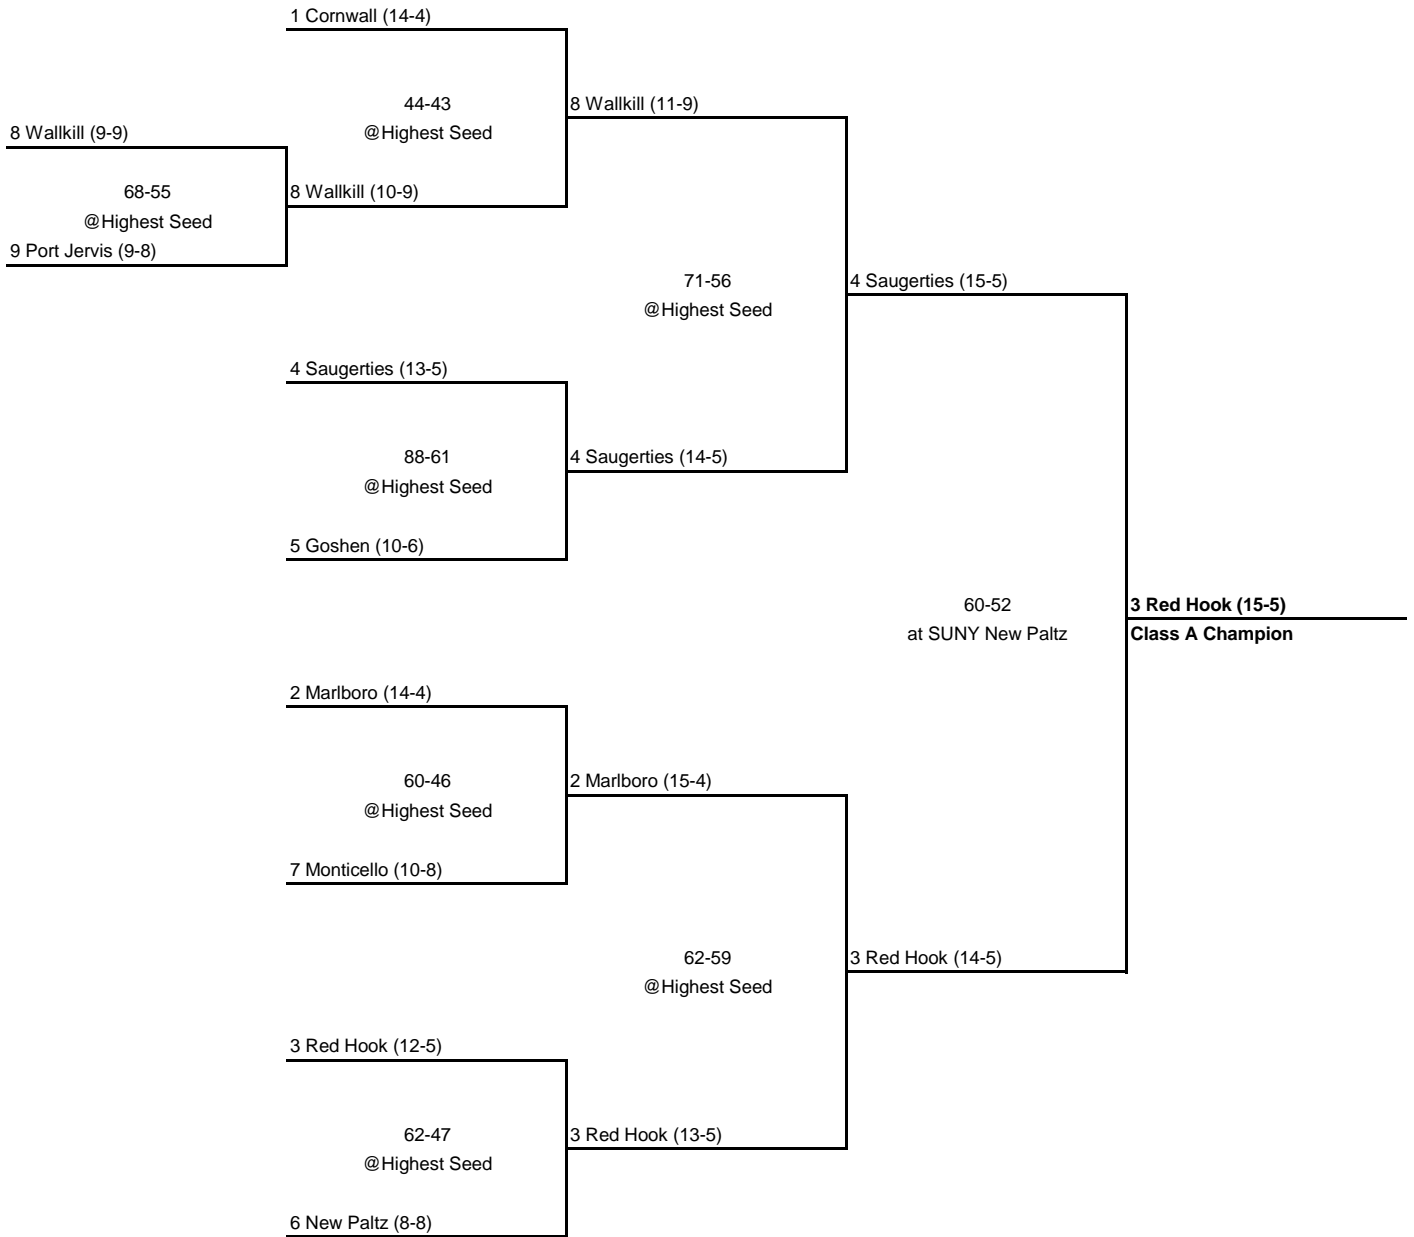 1 Cornwall (14-4)
44-43
8 Wallkill (11-9)
8 Wallkill (9-9)
@Highest Seed
68-55
8 Wallkill (10-9)
@Highest Seed
9 Port Jervis (9-8)
71-56
4 Saugerties (15-5)
@Highest Seed
4 Saugerties (13-5)
88-61
4 Saugerties (14-5)
@Highest Seed
5 Goshen (10-6)
60-52
3 Red Hook (15-5)
at SUNY New Paltz
Class A Champion
2 Marlboro (14-4)
60-46
2 Marlboro (15-4)
@Highest Seed
7 Monticello (10-8)
62-59
3 Red Hook (14-5)
@Highest Seed
3 Red Hook (12-5)
62-47
3 Red Hook (13-5)
@Highest Seed
6 New Paltz (8-8)